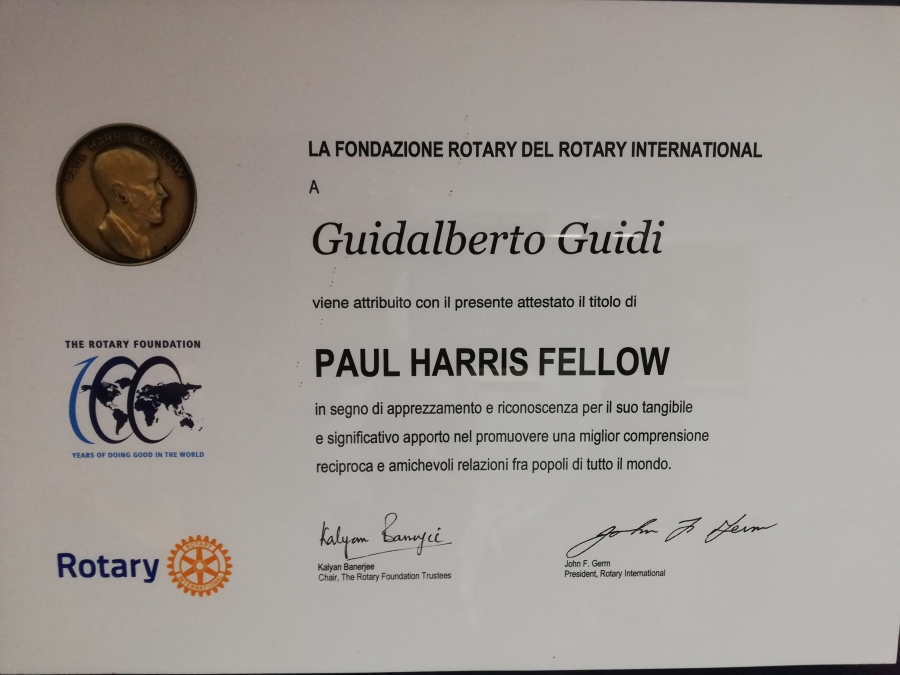 PAUL HARRIS FELLOW
LA FONDAZIONE ROTARY DEL ROTARY INTERNATIONAL
A
Guidalberto Guidi
viene attribuito con il presente attestato il titolo di
PAUL HARRIS FELLOW
in segno di apprezzamento e riconoscenza per il suo tangibile
e significativo apporto nel promuovere una miglior comprensione
reciproca e amichevoli relazioni fra popoli di tutto il mondo.
THE ROTARY FOUNDATION
100
YEARS OF DOING GOOD IN THE WORLD
Rotary
ROTARY
INTERNATIONAL
Kalyan Banerjee
Kalyan Banerjee
Chair, The Rotary Foundation Trustees
John F Germ
John F. Germ
President, Rotary International